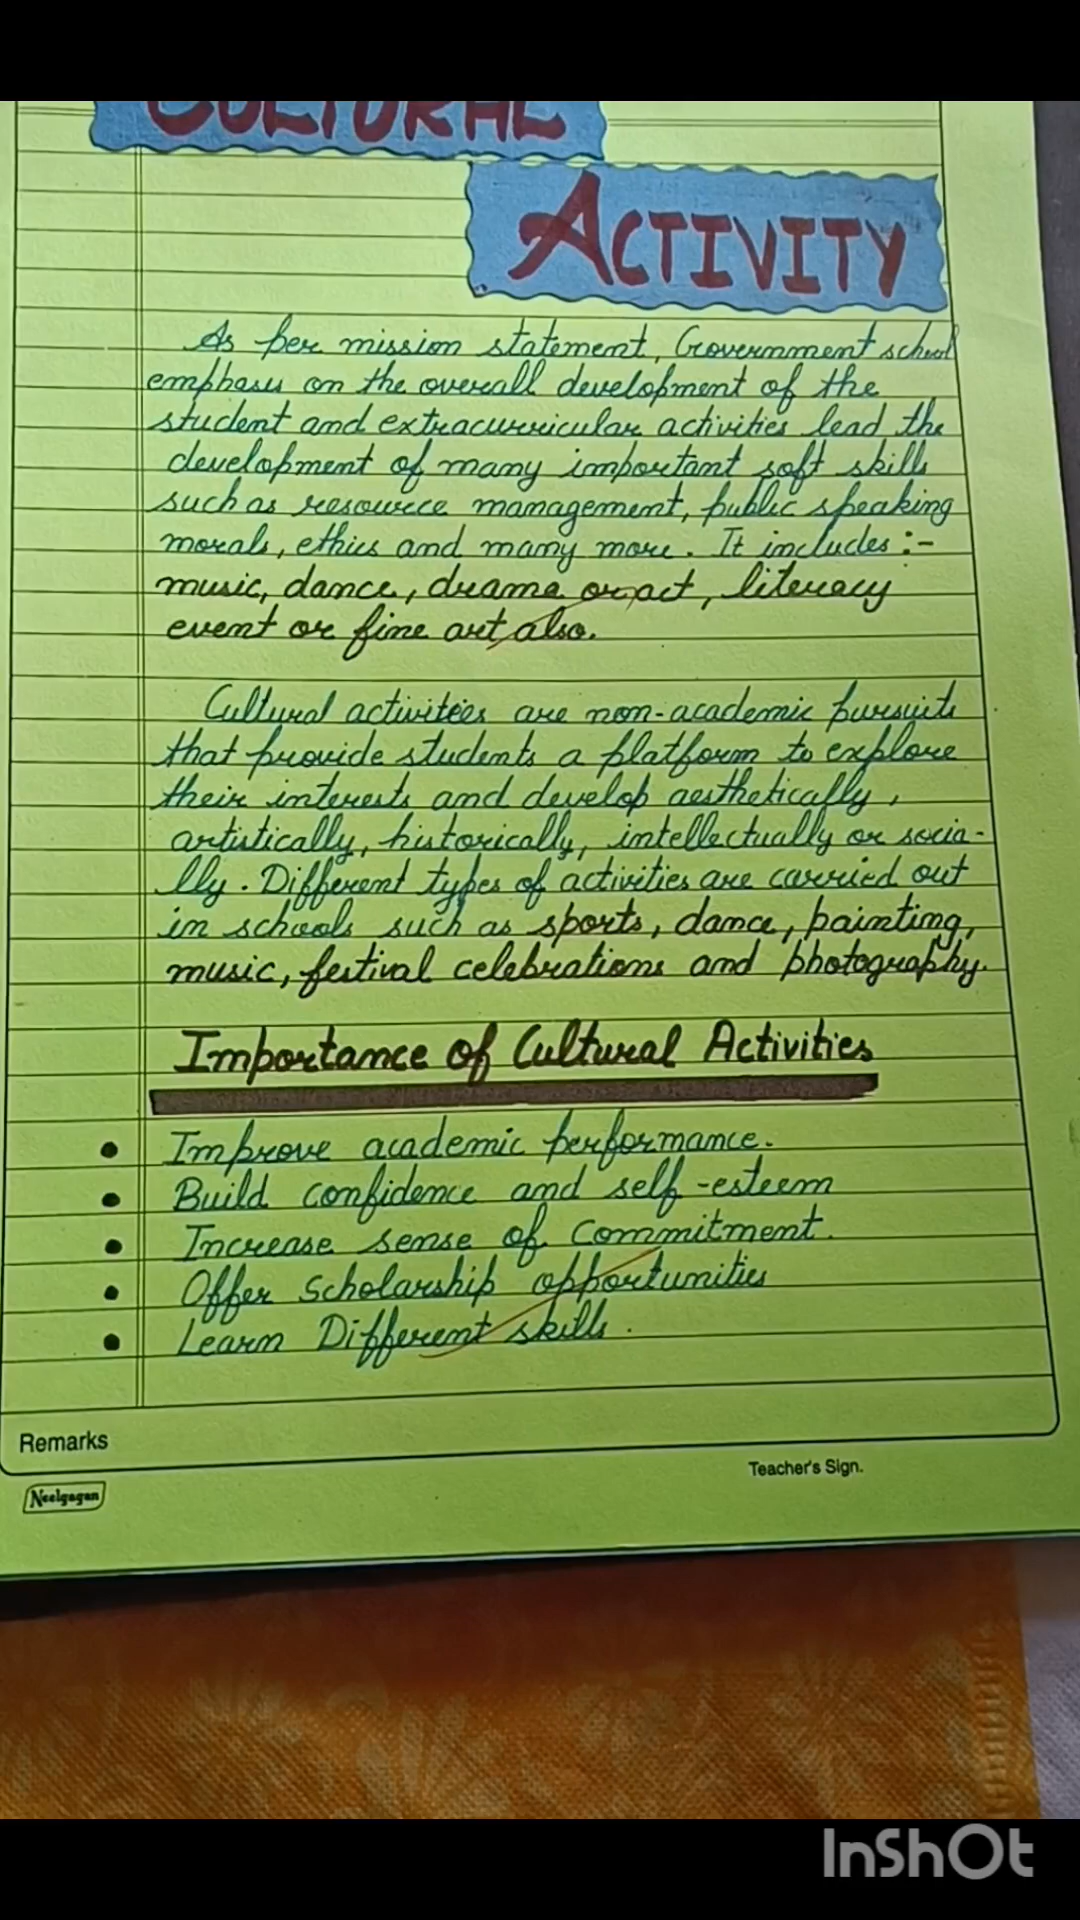 CULTURAL
ACTIVITY
As per mission statement, Government school
emphasis on the overall development of the
student and extracurricular activities lead the
development of many important soft skills
such as resource management, public speaking
morals, ethics and many more. It includes :-
music, dance, drama or act, literacy
event or fine art also.
Cultural activities are non-academic pursuits
that provide students a platform to explore
their interests and develop aesthetically,
artistically, historically, intellectually or socia-
lly. Different types of activities are carried out
in schools such as sports, dance, painting,
music, festival celebrations and photography.
Importance of Cultural Activities
• Improve academic performance.
• Build confidence and self-esteem
• Increase sense of commitment.
• Offer Scholarship opportunities
• Learn Different skills.
Remarks
Teacher's Sign.
Neelgagan
InShOt